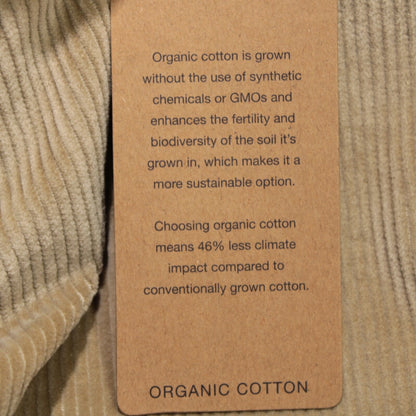 Organic cotton is grown
without the use of synthetic
chemicals or GMOs and
enhances the fertility and
biodiversity of the soil it's
grown in, which makes it a
more sustainable option.
Choosing organic cotton
means 46% less climate
impact compared to
conventionally grown cotton.
ORGANIC COTTON